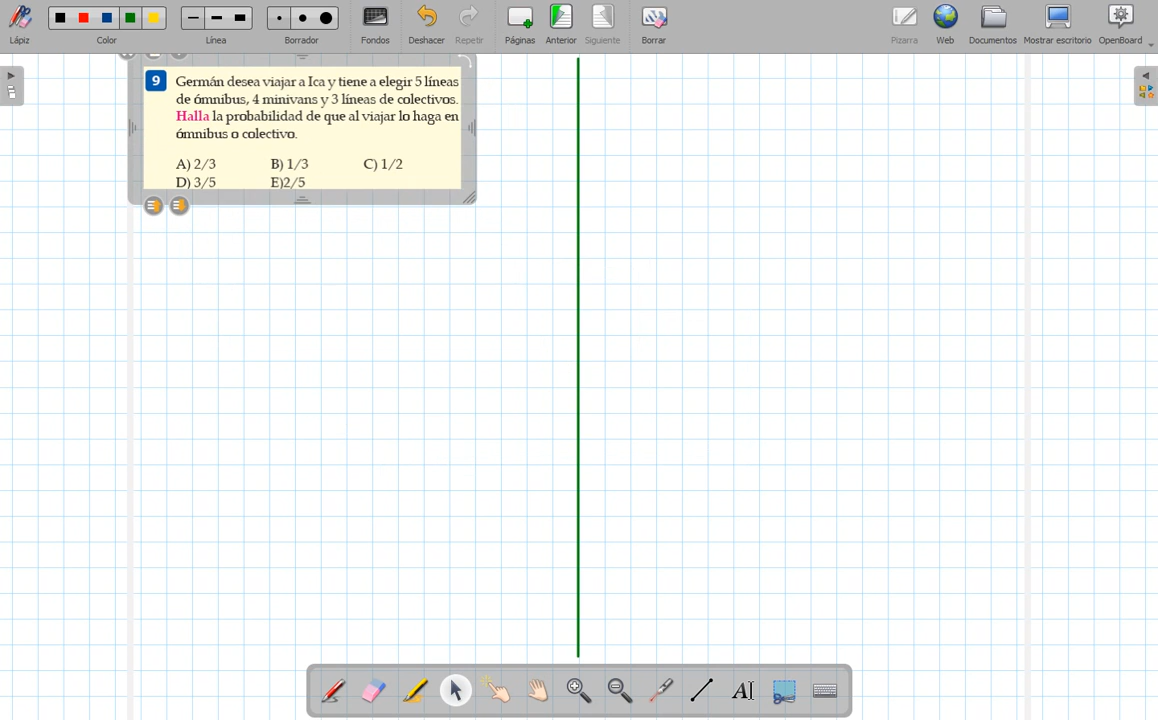 Lápiz
Color
Línea
Borrador
Fondos
Deshacer
Repetir
Páginas
Anterior
Siguiente
Borrar
Pizarra
Web
Documentos
Mostrar escritorio
OpenBoard
9 Germán desea viajar a Ica y tiene a elegir 5 líneas
de ómnibus, 4 minivans y 3 líneas de colectivos.
Halla la probabilidad de que al viajar lo haga en
ómnibus o colectivo.
A) 2/3 B) 1/3 C) 1/2
D) 3/5 E)2/5